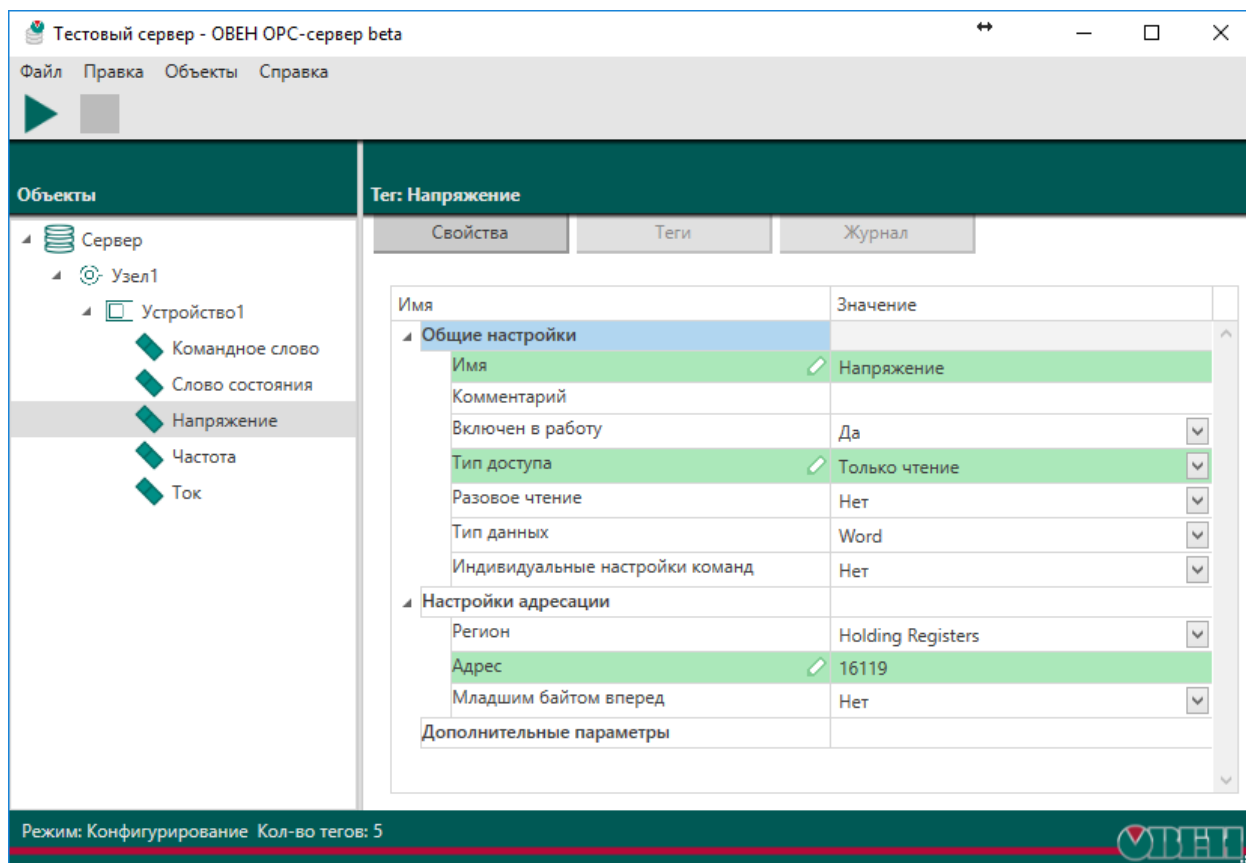 Тестовый сервер - ОВЕН OPC-сервер beta
Файл Правка Объекты Справка
Объекты
Тег: Напряжение
Свойства Теги Журнал
Сервер
Узел1
Устройство1
Командное слово
Слово состояния
Напряжение
Частота
Ток
Имя Значение
Общие настройки
Имя Напряжение
Комментарий
Включен в работу Да
Тип доступа Только чтение
Разовое чтение Нет
Тип данных Word
Индивидуальные настройки команд Нет
Настройки адресации
Регион Holding Registers
Адрес 16119
Младшим байтом вперед Нет
Дополнительные параметры
Режим: Конфигурирование Кол-во тегов: 5
ОВЕН